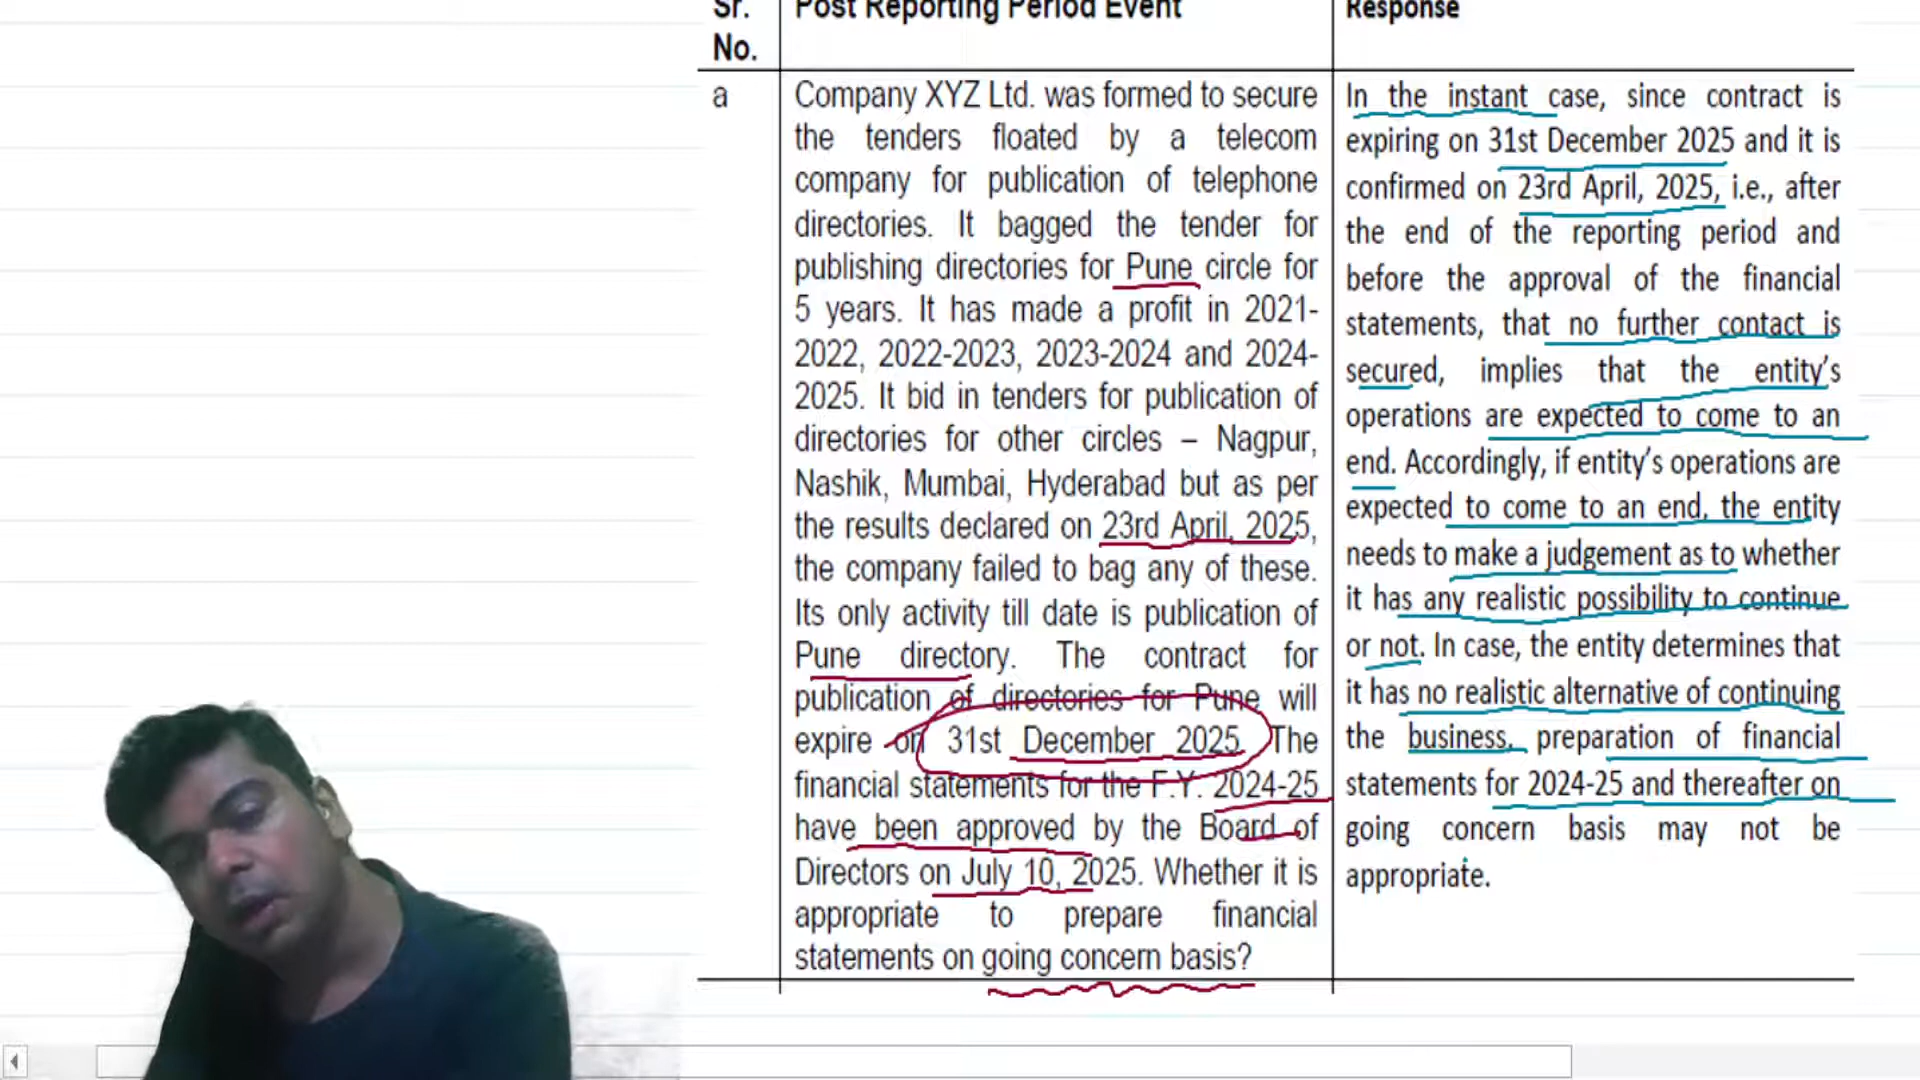 Sr. Post Reporting Period Event Response
No.
a
Company XYZ Ltd. was formed to secure
the tenders floated by a telecom
company for publication of telephone
directories. It bagged the tender for
publishing directories for Pune circle for
5 years. It has made a profit in 2021-
2022, 2022-2023, 2023-2024 and 2024-
2025. It bid in tenders for publication of
directories for other circles – Nagpur,
Nashik, Mumbai, Hyderabad but as per
the results declared on 23rd April, 2025,
the company failed to bag any of these.
Its only activity till date is publication of
Pune directory. The contract for
publication of directories for Pune will
expire on 31st December 2025. The
financial statements for the F.Y. 2024-25
have been approved by the Board of
Directors on July 10, 2025. Whether it is
appropriate to prepare financial
statements on going concern basis?
In the instant case, since contract is
expiring on 31st December 2025 and it is
confirmed on 23rd April, 2025, i.e., after
the end of the reporting period and
before the approval of the financial
statements, that no further contact is
secured, implies that the entity's
operations are expected to come to an
end. Accordingly, if entity's operations are
expected to come to an end, the entity
needs to make a judgement as to whether
it has any realistic possibility to continue
or not. In case, the entity determines that
it has no realistic alternative of continuing
the business, preparation of financial
statements for 2024-25 and thereafter on
going concern basis may not be
appropriate.